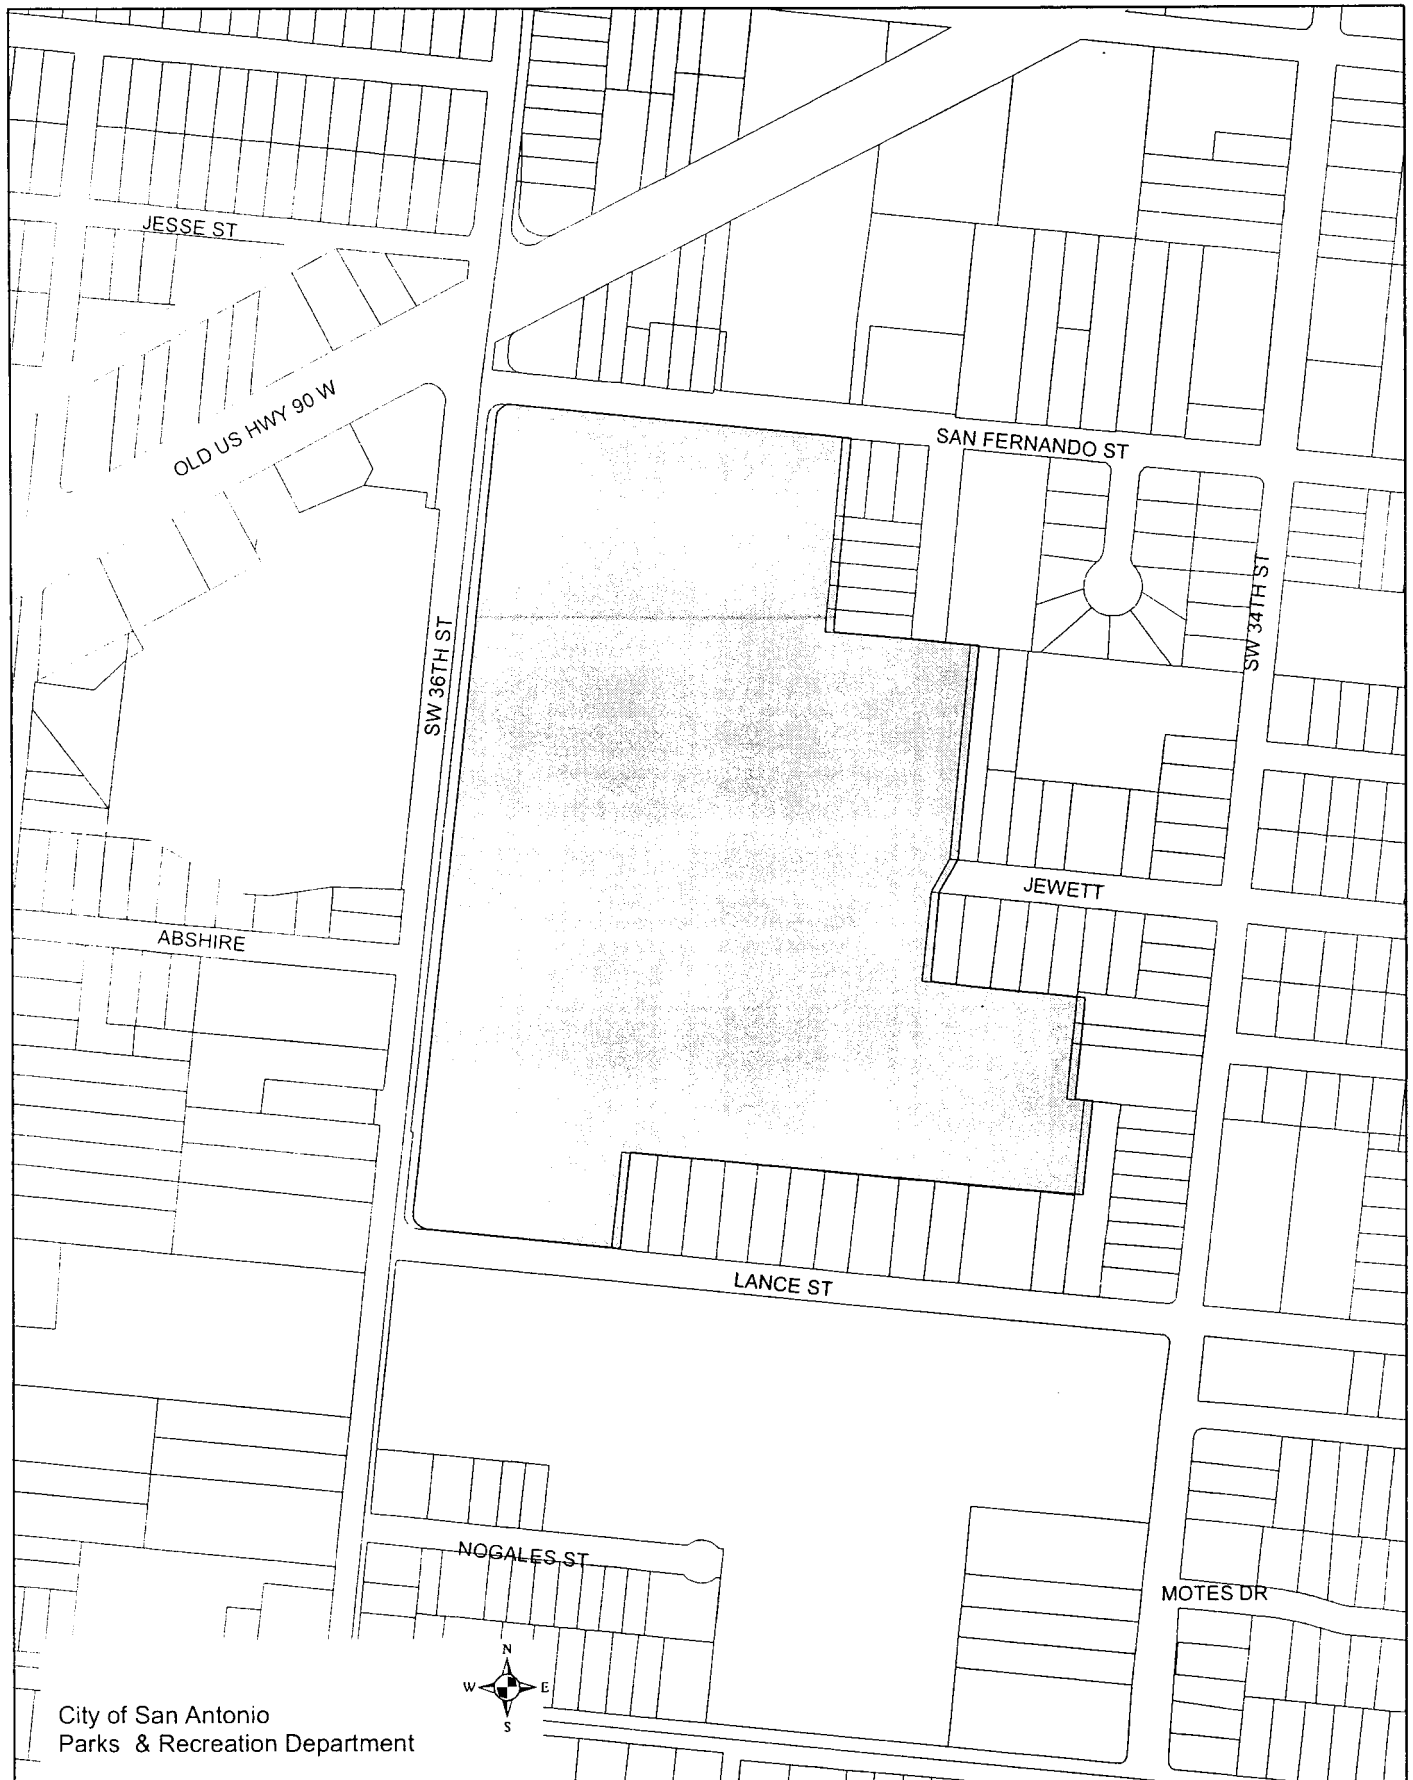 JESSE ST
OLD US HWY 90 W
SAN FERNANDO ST
SW 34TH ST
SW 36TH ST
JEWETT
ABSHIRE
LANCE ST
NOGALES ST
MOTES DR
N
W E
S
City of San Antonio
Parks & Recreation Department